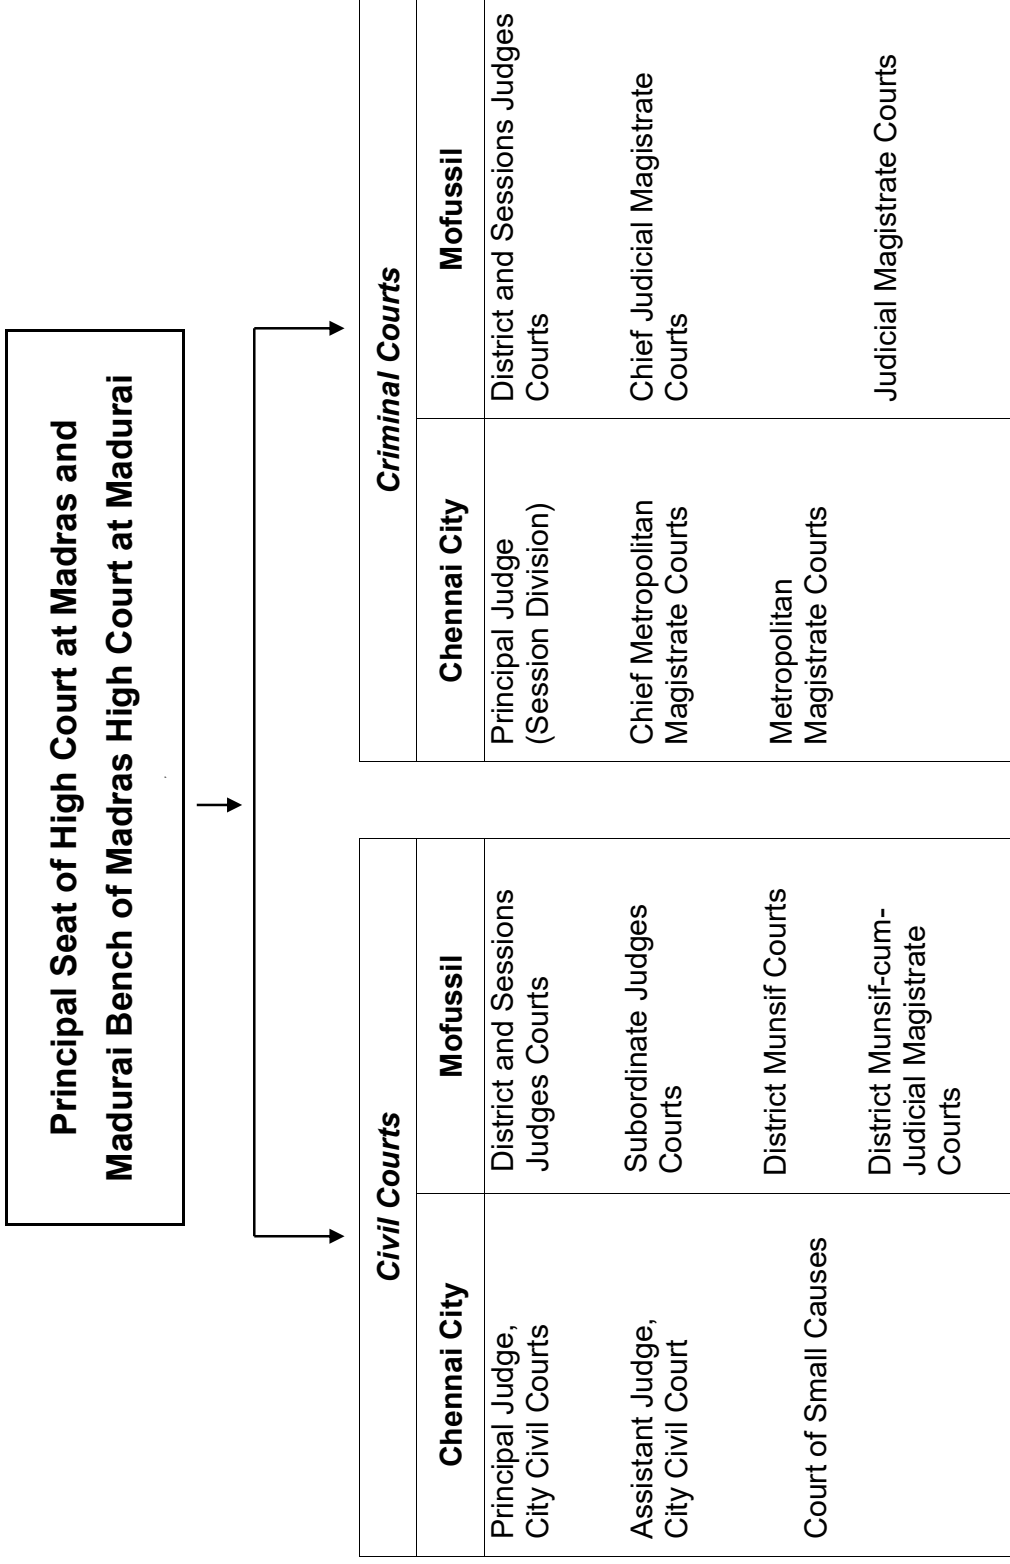 Principal Seat of High Court at Madras and
Madurai Bench of Madras High Court at Madurai
Civil Courts
Chennai City
Mofussil
Principal Judge,
City Civil Courts
Assistant Judge,
City Civil Court
Court of Small Causes
District and Sessions
Judges Courts
Subordinate Judges
Courts
District Munsif Courts
District Munsif-cum-
Judicial Magistrate
Courts
Criminal Courts
Chennai City
Mofussil
Principal Judge
(Session Division)
Chief Metropolitan
Magistrate Courts
Metropolitan
Magistrate Courts
District and Sessions Judges
Courts
Chief Judicial Magistrate
Courts
Judicial Magistrate Courts